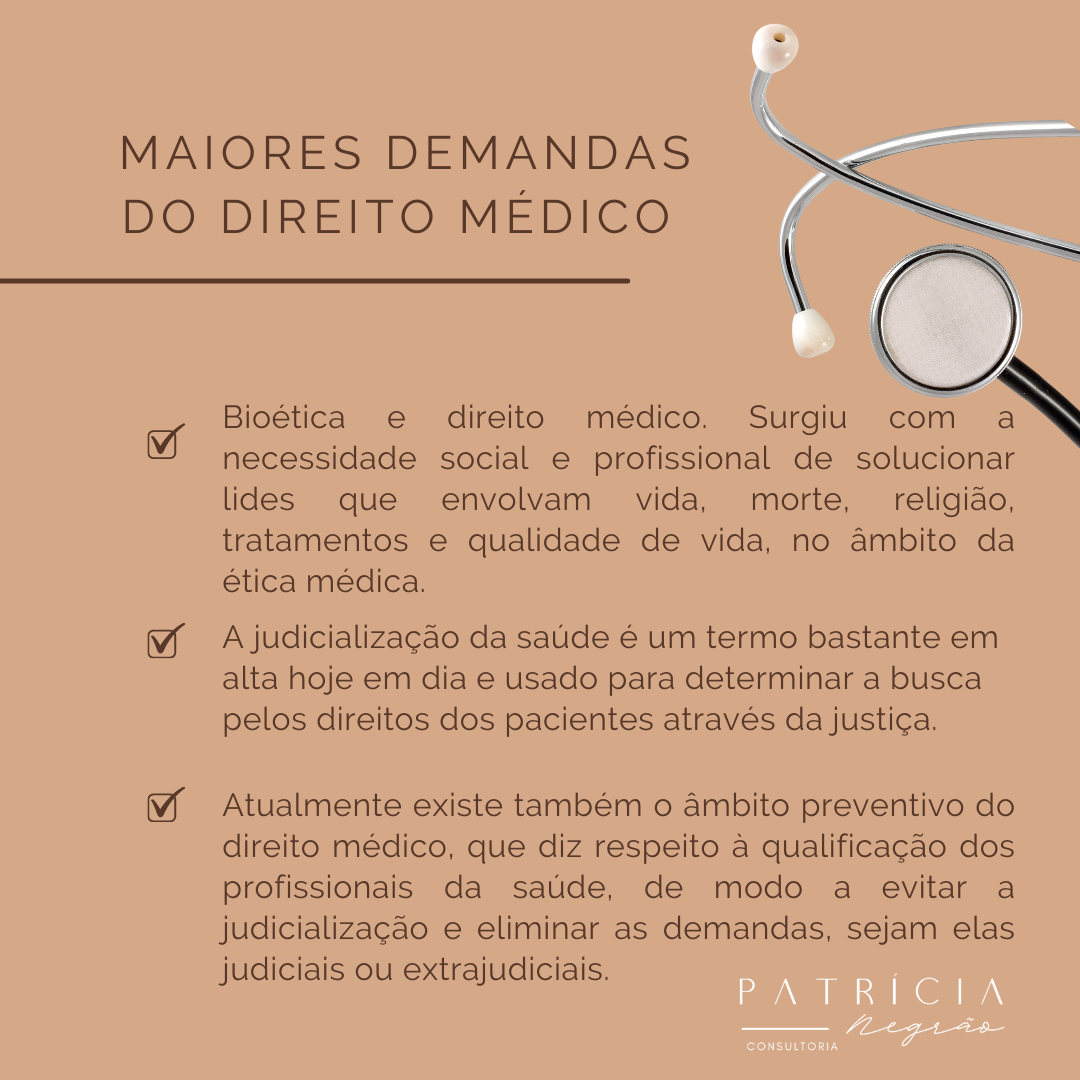 MAIORES DEMANDAS
DO DIREITO MÉDICO
Bioética e direito médico. Surgiu com a
necessidade social e profissional de solucionar
lides que envolvam vida, morte, religião,
tratamentos e qualidade de vida, no âmbito da
ética médica.
A judicialização da saúde é um termo bastante em
alta hoje em dia e usado para determinar a busca
pelos direitos dos pacientes através da justiça.
Atualmente existe também o âmbito preventivo do
direito médico, que diz respeito à qualificação dos
profissionais da saúde, de modo a evitar a
judicialização e eliminar as demandas, sejam elas
judiciais ou extrajudiciais.
PATRÍCIA
Negrão
CONSULTORIA